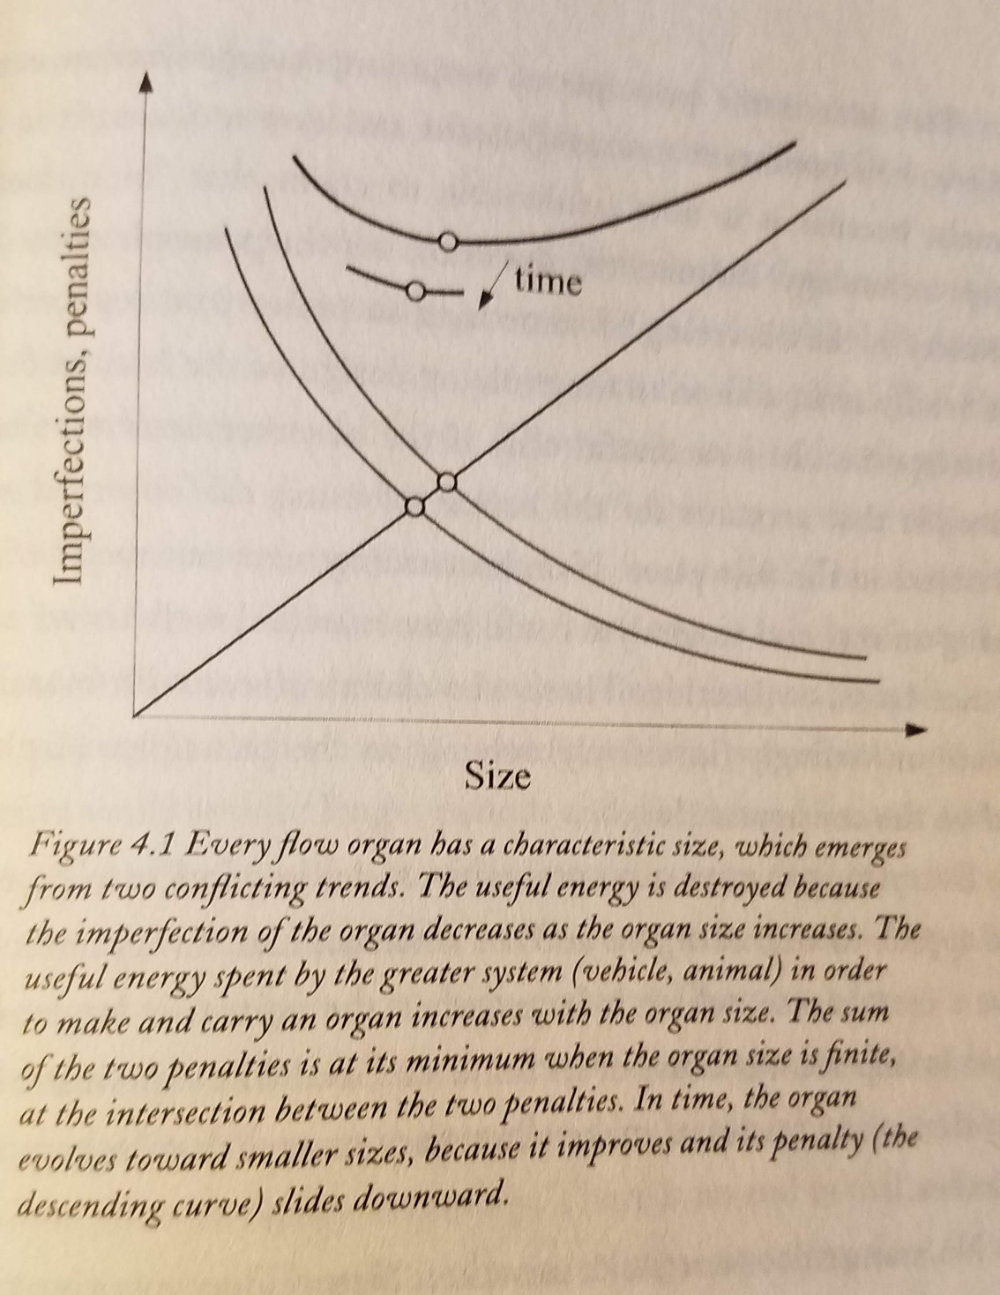 Imperfections, penalties
time
Size
Figure 4.1 Every flow organ has a characteristic size, which emerges
from two conflicting trends. The useful energy is destroyed because
the imperfection of the organ decreases as the organ size increases. The
useful energy spent by the greater system (vehicle, animal) in order
to make and carry an organ increases with the organ size. The sum
of the two penalties is at its minimum when the organ size is finite,
at the intersection between the two penalties. In time, the organ
evolves toward smaller sizes, because it improves and its penalty (the
descending curve) slides downward.